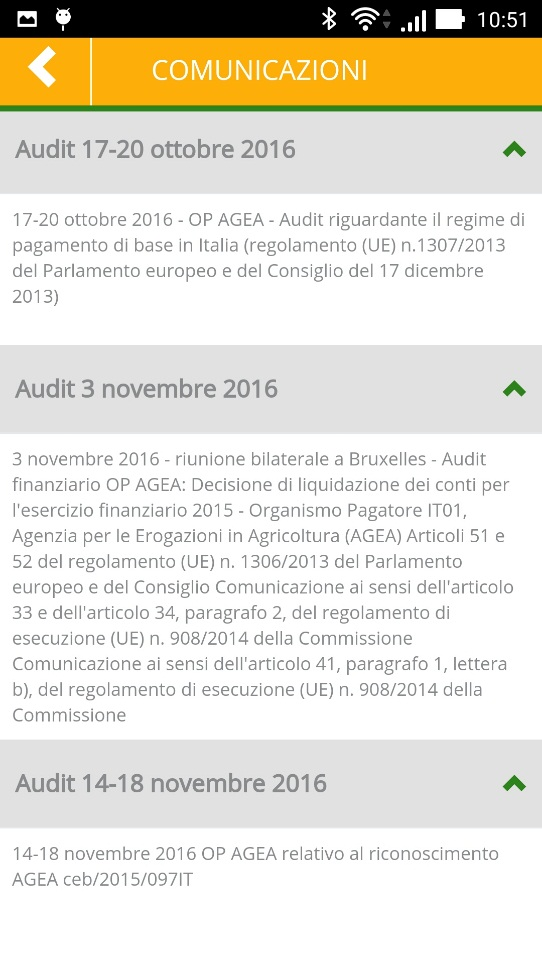 10:51
COMUNICAZIONI
Audit 17-20 ottobre 2016
17-20 ottobre 2016 - OP AGEA - Audit riguardante il regime di
pagamento di base in Italia (regolamento (UE) n.1307/2013
del Parlamento europeo e del Consiglio del 17 dicembre
2013)
Audit 3 novembre 2016
3 novembre 2016 - riunione bilaterale a Bruxelles - Audit
finanziario OP AGEA: Decisione di liquidazione dei conti per
l'esercizio finanziario 2015 - Organismo Pagatore IT01,
Agenzia per le Erogazioni in Agricoltura (AGEA) Articoli 51 e
52 del regolamento (UE) n. 1306/2013 del Parlamento
europeo e del Consiglio Comunicazione ai sensi dell'articolo
33 e dell'articolo 34, paragrafo 2, del regolamento di
esecuzione (UE) n. 908/2014 della Commissione
Comunicazione ai sensi dell'articolo 41, paragrafo 1, lettera
b), del regolamento di esecuzione (UE) n. 908/2014 della
Commissione
Audit 14-18 novembre 2016
14-18 novembre 2016 OP AGEA relativo al riconoscimento
AGEA ceb/2015/097IT